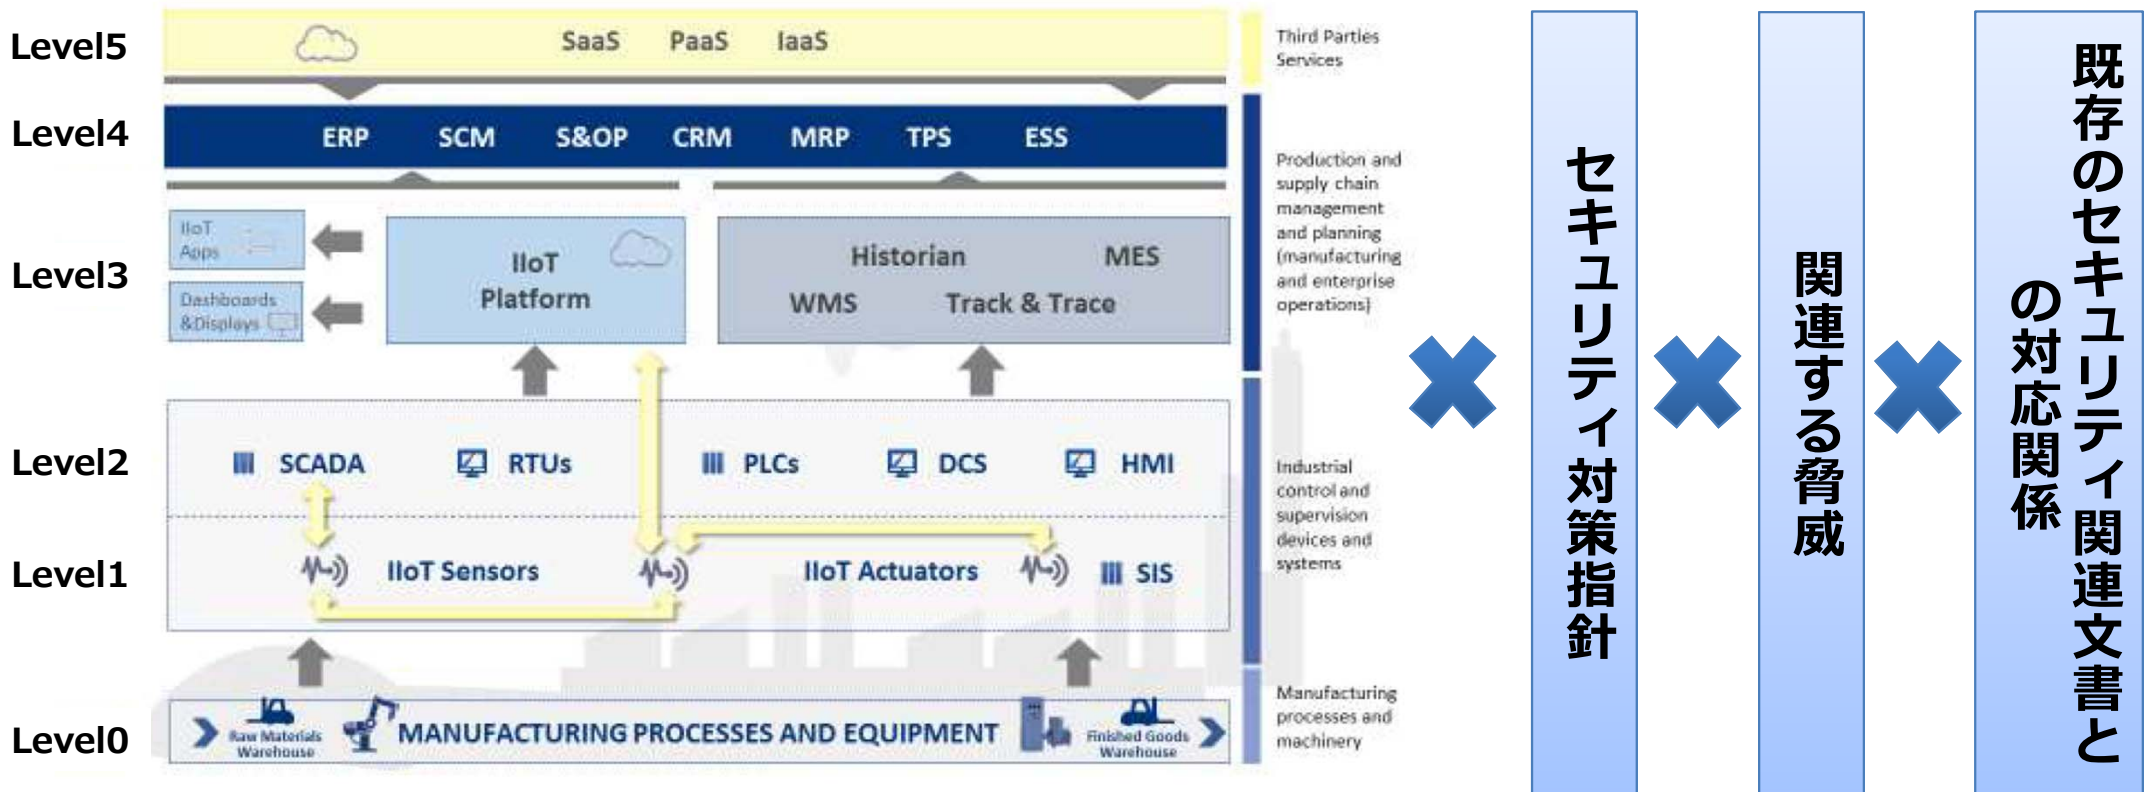 Level5
SaaS PaaS IaaS
Third Parties
Services
Level4
ERP SCM S&OP CRM MRP TPS ESS
Production and
supply chain
management
and planning
(manufacturing
and enterprise
operations)
Level3
IIoT
Apps
Dashboards
&Displays
IIoT
Platform
Historian MES
WMS Track & Trace
Level2
SCADA RTUs PLCs DCS HMI
Industrial
control and
supervision
devices and
systems
Level1
IIoT Sensors IIoT Actuators SIS
Level0
Raw Materials
Warehouse
MANUFACTURING PROCESSES AND EQUIPMENT
Finished Goods
Warehouse
Manufacturing
processes and
machinery
セキュリティ対策指針
関連する脅威
既存のセキュリティ関連文書と
の対応関係